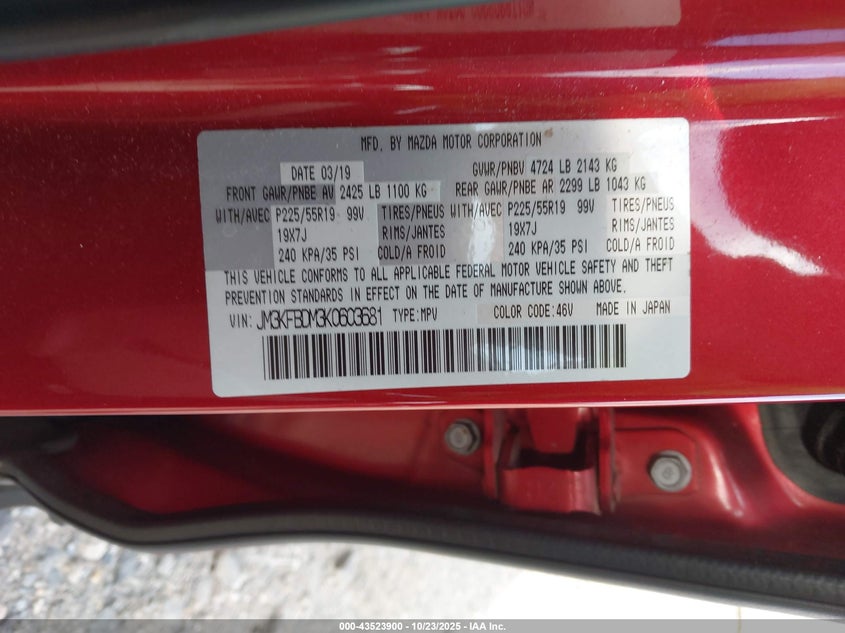 MFD. BY MAZDA MOTOR CORPORATION
DATE 03/19 GVWR/PNBV 4724 LB 2143 KG
FRONT GAWR/PNBE AV 2425 LB 1100 KG REAR GAWR/PNBE AR 2299 LB 1043 KG
WITH/AVEC P225/55R19 99V TIRES/PNEUS WITH/AVEC P225/55R19 99V TIRES/PNEUS
19X7J RIMS/JANTES 19X7J RIMS/JANTES
240 KPA/35 PSI COLD/A FROID 240 KPA/35 PSI COLD/A FROID
THIS VEHICLE CONFORMS TO ALL APPLICABLE FEDERAL MOTOR VEHICLE SAFETY AND THEFT
PREVENTION STANDARDS IN EFFECT ON THE DATE OF MANUFACTURE SHOWN ABOVE.
VIN: JM3KFBDM3K0603681 TYPE:MPV COLOR CODE:46V MADE IN JAPAN
000-43523900 - 10/23/2025 - IAA Inc.